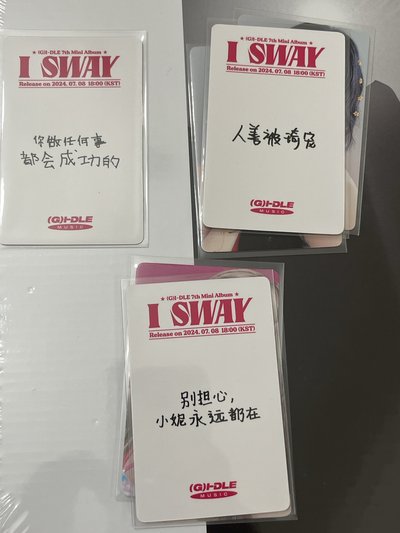 ★ (G)I-DLE 7th Mini Album ★
I SWAY
Release on 2024. 07. 08 18:00 (KST)
你做任何事
都会成功的
(G)I-DLE
MUSIC
★ (G)I-DLE 7th Mini Album ★
I SWAY
Release on 2024. 07. 08 18:00 (KST)
人善被琦宠
(G)I-DLE
MUSIC
★ (G)I-DLE 7th Mini Album ★
I SWAY
Release on 2024. 07. 08 18:00 (KST)
别担心,
小妮永远都在
(G)I-DLE
MUSIC